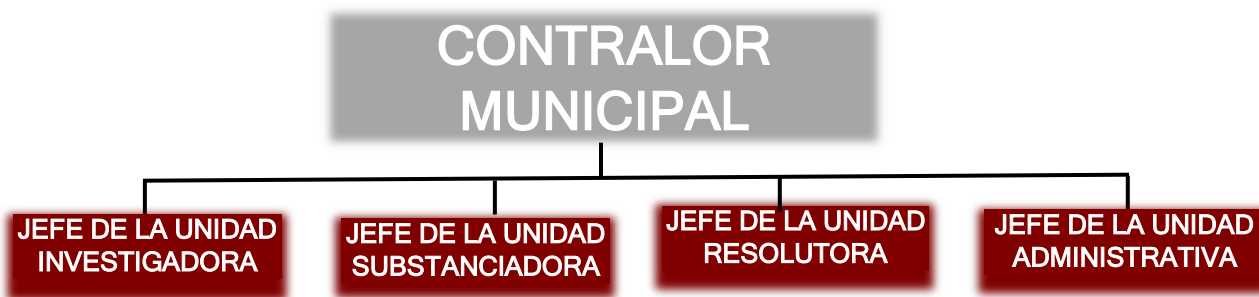 CONTRALOR
MUNICIPAL
JEFE DE LA UNIDAD
INVESTIGADORA
JEFE DE LA UNIDAD
SUBSTANCIADORA
JEFE DE LA UNIDAD
RESOLUTORA
JEFE DE LA UNIDAD
ADMINISTRATIVA